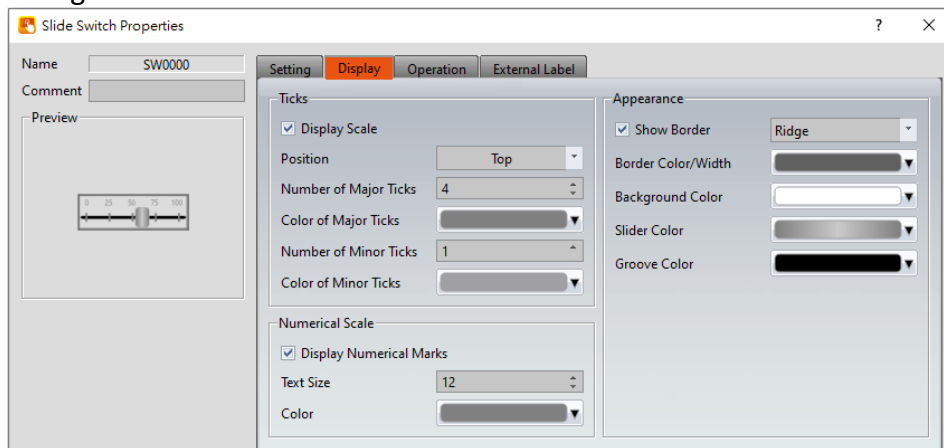 Slide Switch Properties
? ×
Name SW0000
Comment
Preview
0 25 50 75 100
Setting Display Operation External Label
Ticks
Display Scale
Position Top
Number of Major Ticks 4
Color of Major Ticks
Number of Minor Ticks 1
Color of Minor Ticks
Numerical Scale
Display Numerical Marks
Text Size 12
Color
Appearance
Show Border Ridge
Border Color/Width
Background Color
Slider Color
Groove Color